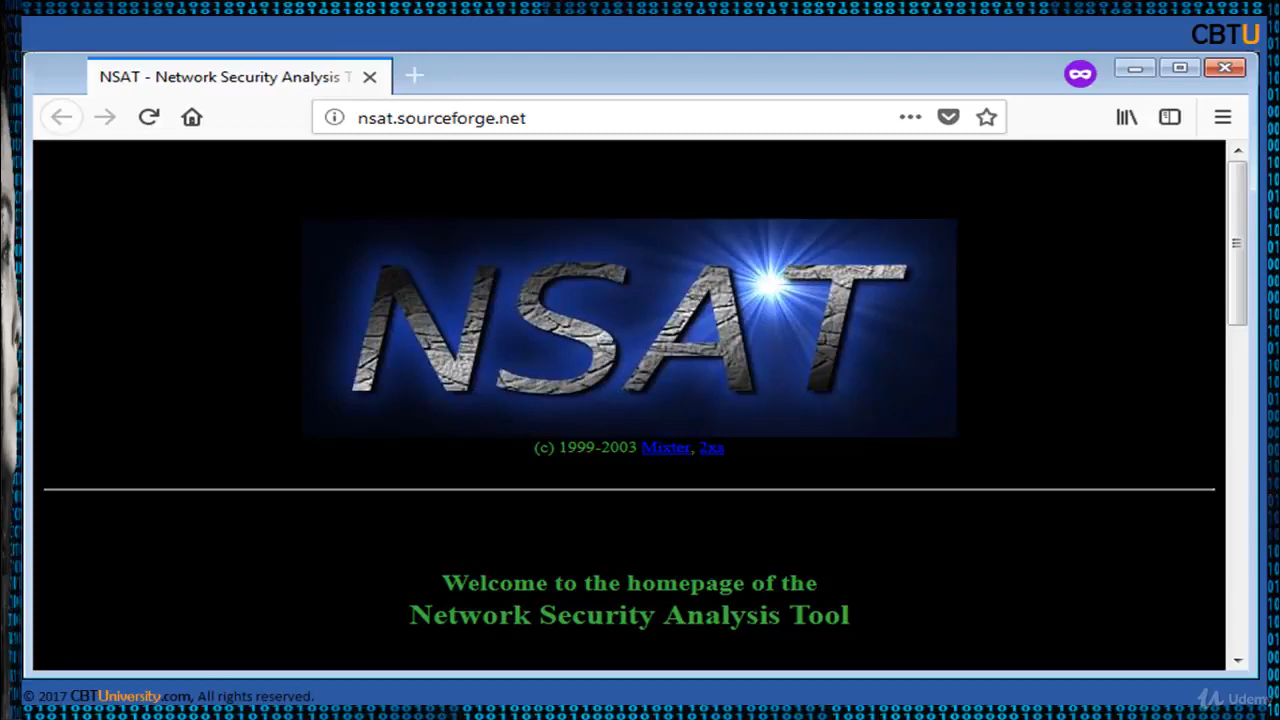 CBTU
NSAT - Network Security Analysis T
nsat.sourceforge.net
NSAT
(c) 1999-2003 Mixter, 2xs
Welcome to the homepage of the
Network Security Analysis Tool
© 2017 CBTUniversity.com, All rights reserved.
Udemy